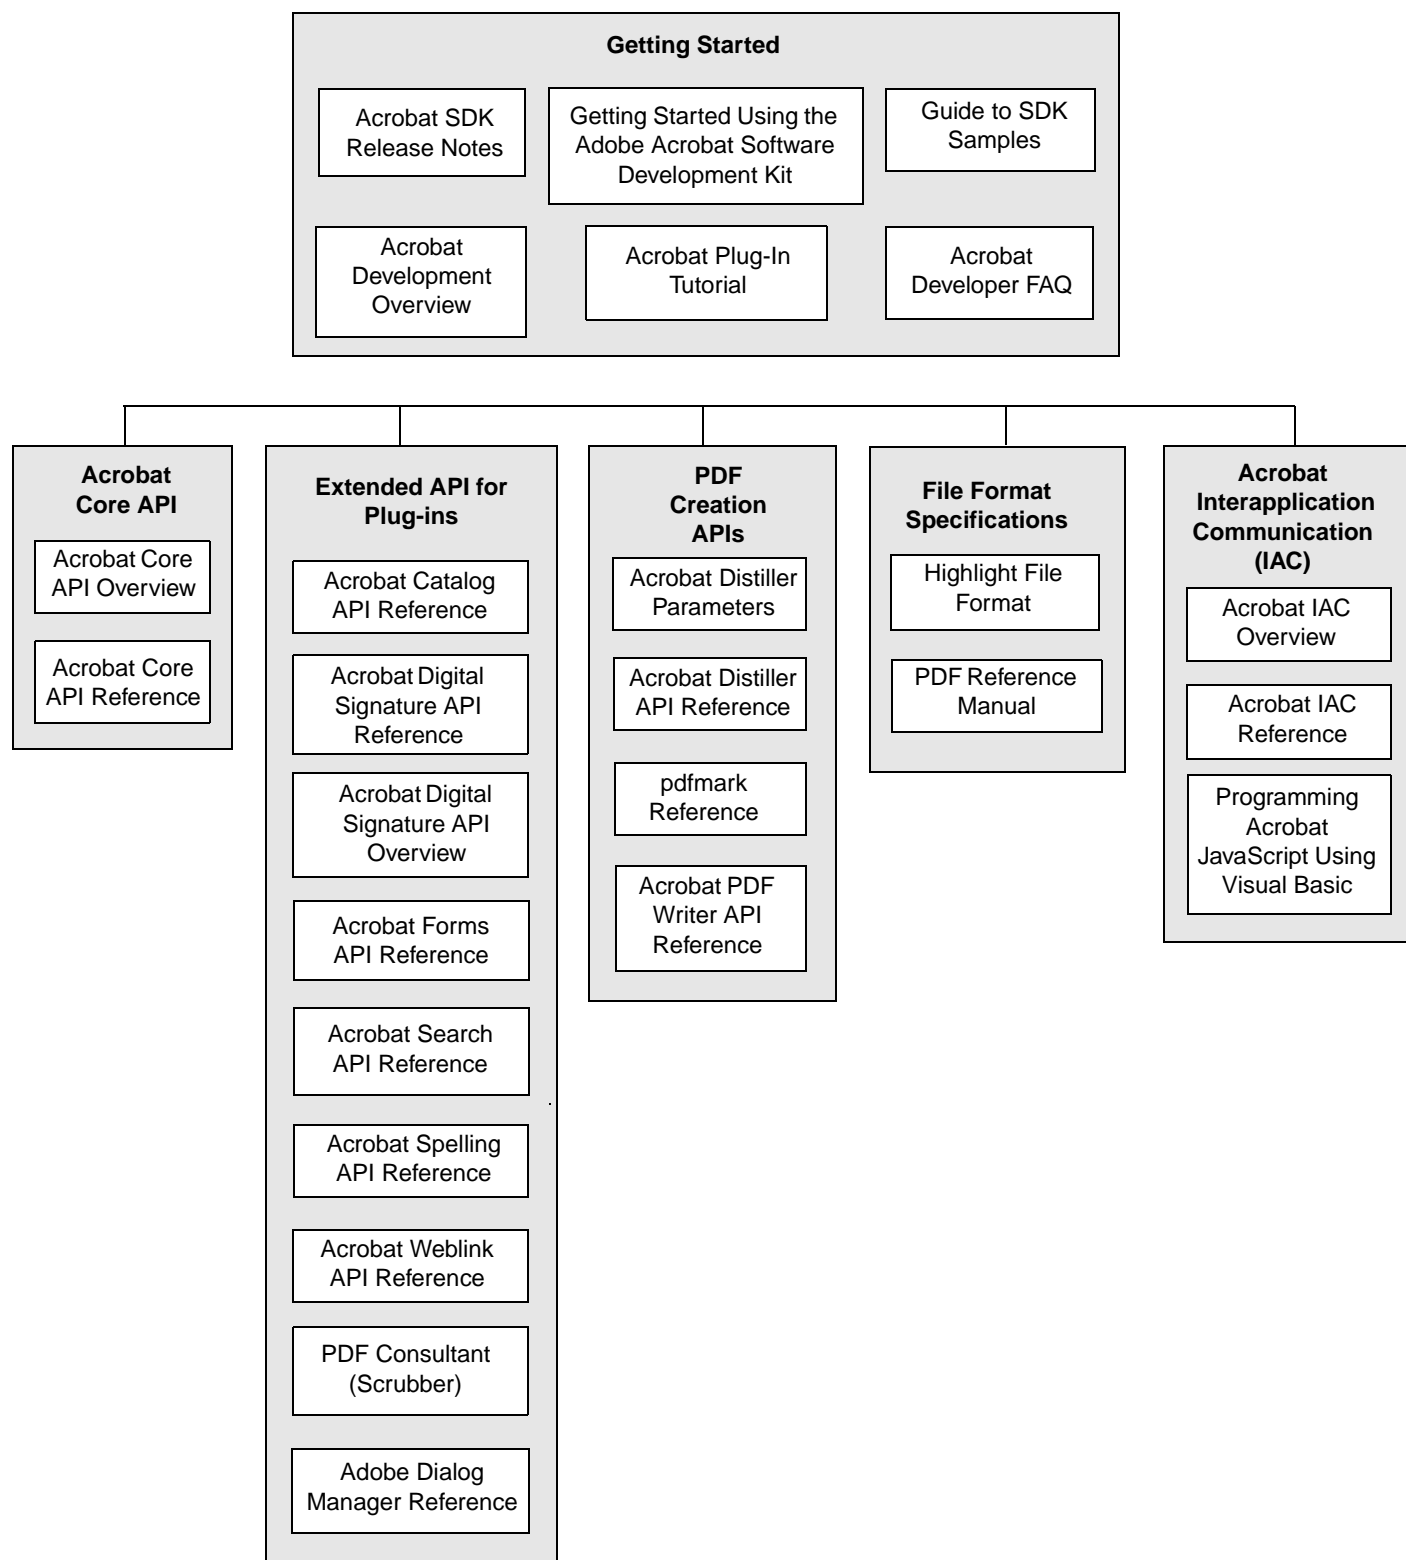 Getting Started
Acrobat SDK
Release Notes
Getting Started Using the
Adobe Acrobat Software
Development Kit
Guide to SDK
Samples
Acrobat
Development
Overview
Acrobat Plug-In
Tutorial
Acrobat
Developer FAQ
Acrobat
Core API
Acrobat Core
API Overview
Acrobat Core
API Reference
Extended API for
Plug-ins
Acrobat Catalog
API Reference
Acrobat Digital
Signature API
Reference
Acrobat Digital
Signature API
Overview
Acrobat Forms
API Reference
Acrobat Search
API Reference
Acrobat Spelling
API Reference
Acrobat Weblink
API Reference
PDF Consultant
(Scrubber)
Adobe Dialog
Manager Reference
PDF
Creation
APIs
Acrobat Distiller
Parameters
Acrobat Distiller
API Reference
pdfmark
Reference
Acrobat PDF
Writer API
Reference
File Format
Specifications
Highlight File
Format
PDF Reference
Manual
Acrobat
Interapplication
Communication
(IAC)
Acrobat IAC
Overview
Acrobat IAC
Reference
Programming
Acrobat
JavaScript Using
Visual Basic